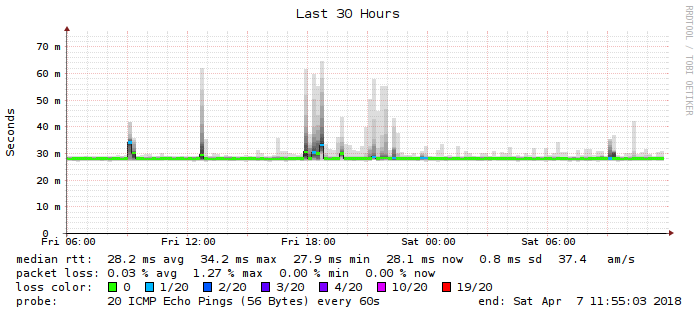 Last 30 Hours
RRDTOOL / TOBI OETIKER
Seconds
70 m
60 m
50 m
40 m
30 m
20 m
10 m
0
Fri 06:00 Fri 12:00 Fri 18:00 Sat 00:00 Sat 06:00
median rtt: 28.2 ms avg 34.2 ms max 27.9 ms min 28.1 ms now 0.8 ms sd 37.4 am/s
packet loss: 0.03 % avg 1.27 % max 0.00 % min 0.00 % now
loss color: 0 1/20 2/20 3/20 4/20 10/20 19/20
probe: 20 ICMP Echo Pings (56 Bytes) every 60s end: Sat Apr 7 11:55:03 2018